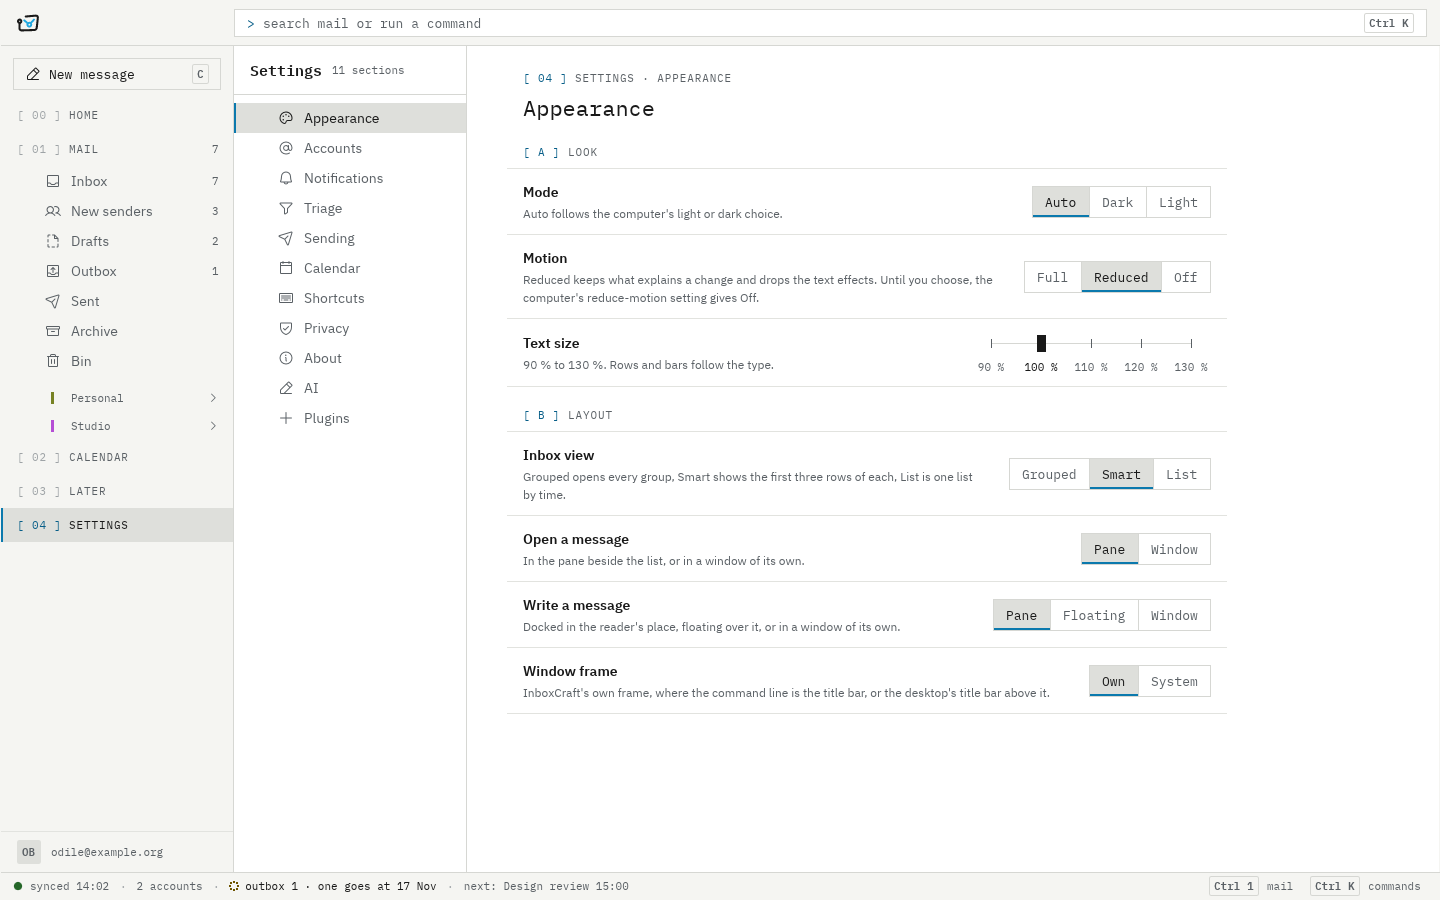 > search mail or run a command
Ctrl K
New message
C
[ 00 ] HOME
[ 01 ] MAIL 7
Inbox 7
New senders 3
Drafts 2
Outbox 1
Sent
Archive
Bin
Personal
Studio
[ 02 ] CALENDAR
[ 03 ] LATER
[ 04 ] SETTINGS
OB odile@example.org
Settings 11 sections
Appearance
Accounts
Notifications
Triage
Sending
Calendar
Shortcuts
Privacy
About
AI
Plugins
[ 04 ] SETTINGS · APPEARANCE
Appearance
[ A ] LOOK
Mode
Auto follows the computer's light or dark choice.
Auto Dark Light
Motion
Reduced keeps what explains a change and drops the text effects. Until you choose, the
computer's reduce-motion setting gives Off.
Full Reduced Off
Text size
90 % to 130 %. Rows and bars follow the type.
90 % 100 % 110 % 120 % 130 %
[ B ] LAYOUT
Inbox view
Grouped opens every group, Smart shows the first three rows of each, List is one list
by time.
Grouped Smart List
Open a message
In the pane beside the list, or in a window of its own.
Pane Window
Write a message
Docked in the reader's place, floating over it, or in a window of its own.
Pane Floating Window
Window frame
InboxCraft's own frame, where the command line is the title bar, or the desktop's title bar above it.
Own System
synced 14:02 · 2 accounts · outbox 1 · one goes at 17 Nov · next: Design review 15:00
Ctrl 1 mail Ctrl K commands